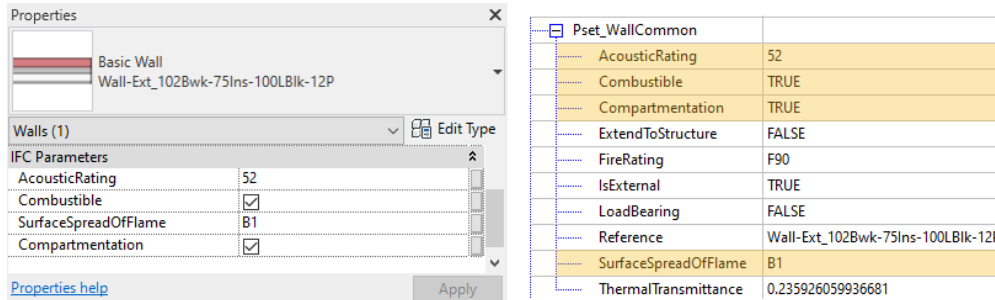 Properties
Basic Wall
Wall-Ext_102Bwk-75Ins-100LBlk-12P
Walls (1)
Edit Type
IFC Parameters
AcousticRating 52
Combustible
SurfaceSpreadOfFlame B1
Compartmentation
Properties help
Apply
Pset_WallCommon
AcousticRating 52
Combustible TRUE
Compartmentation TRUE
ExtendToStructure FALSE
FireRating F90
IsExternal TRUE
LoadBearing FALSE
Reference Wall-Ext_102Bwk-75Ins-100LBlk-12P
SurfaceSpreadOfFlame B1
ThermalTransmittance 0.235926059936681